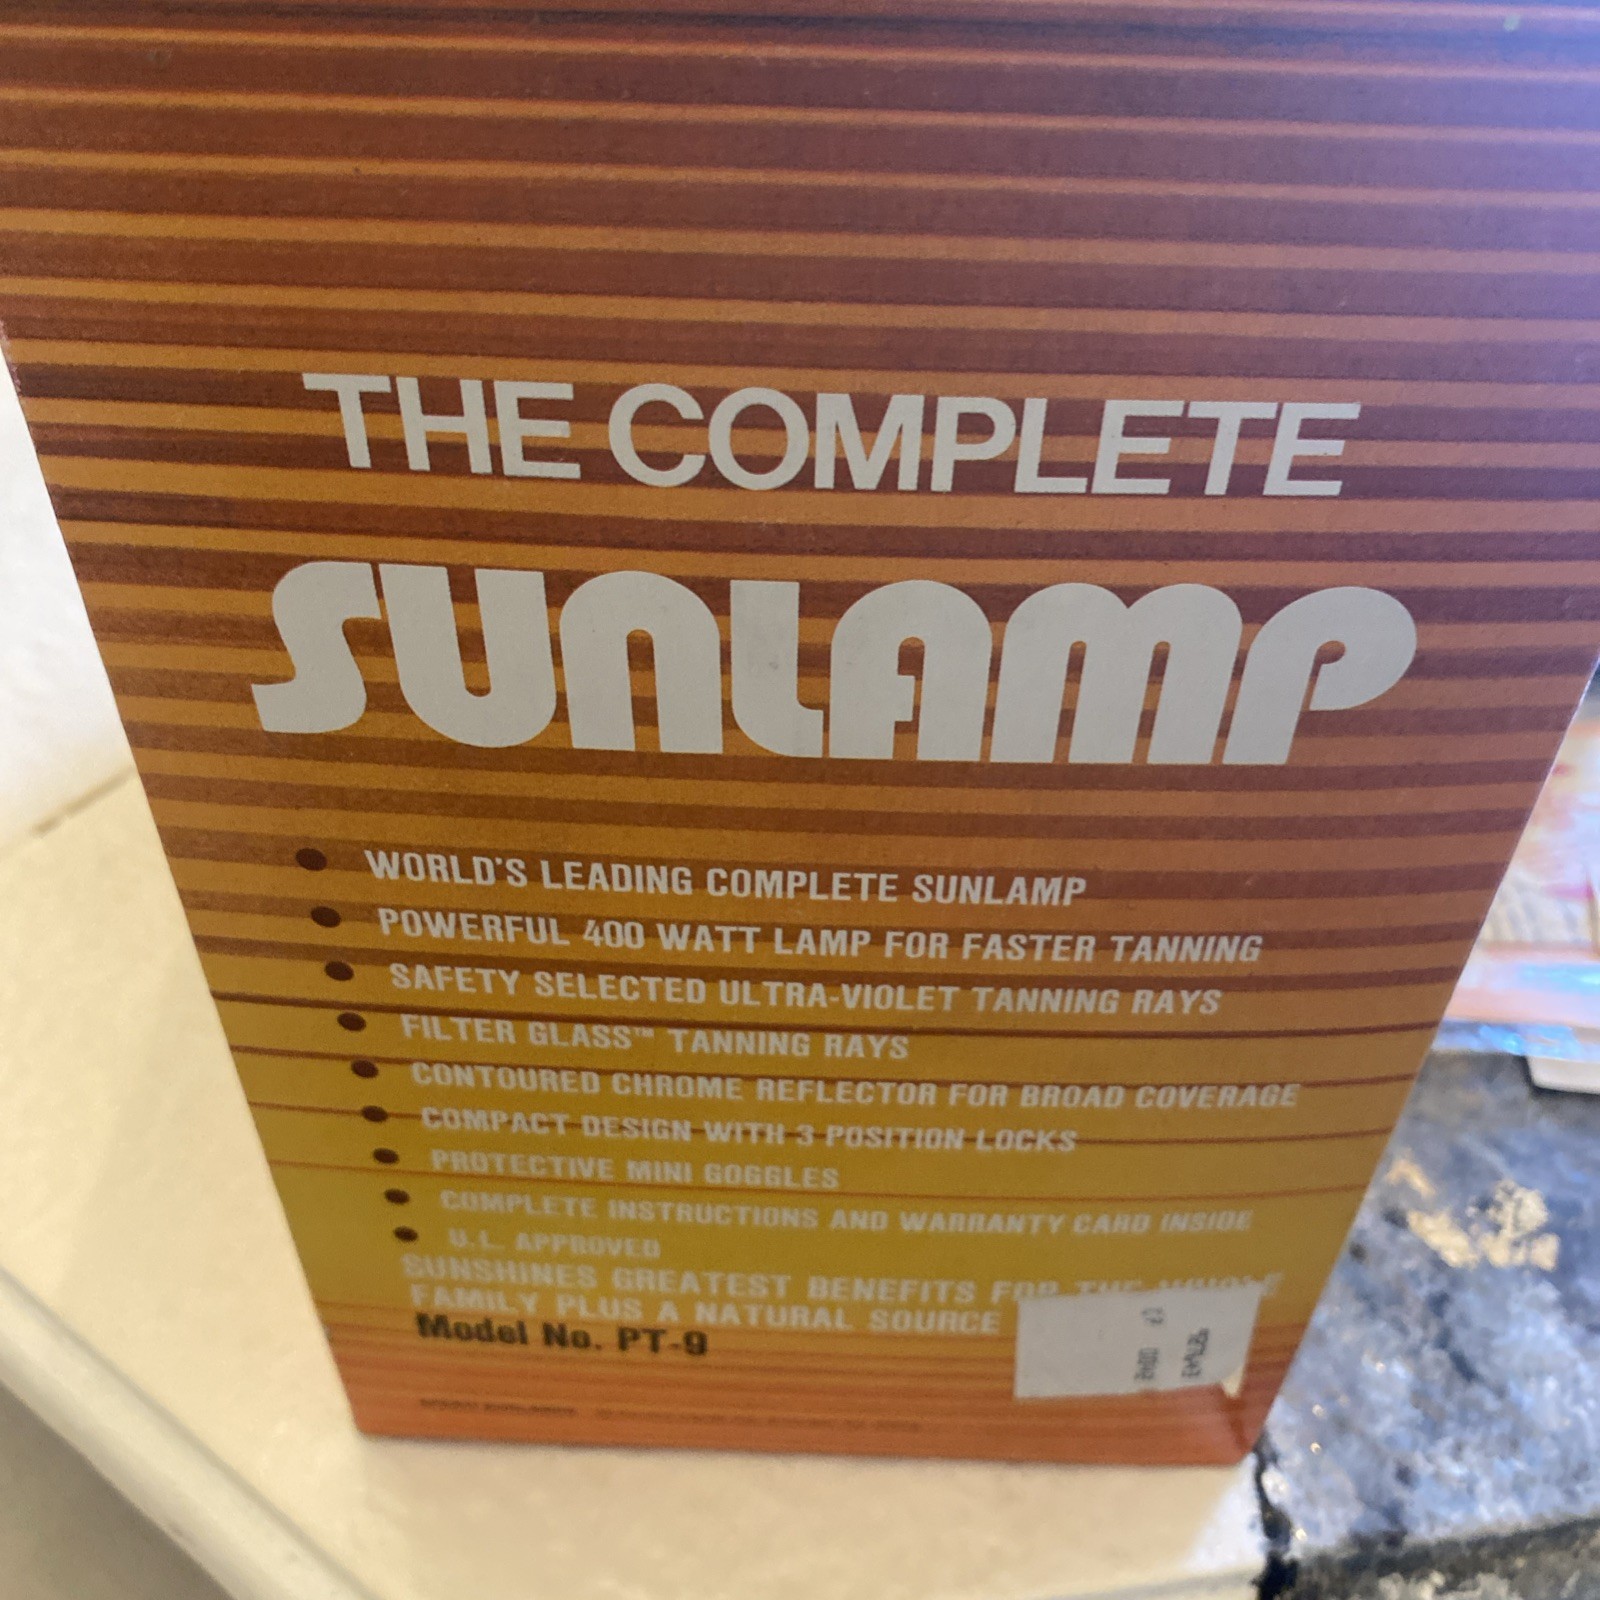 THE COMPLETE
SUNLAMP
• WORLD'S LEADING COMPLETE SUNLAMP
• POWERFUL 400 WATT LAMP FOR FASTER TANNING
• SAFETY SELECTED ULTRA-VIOLET TANNING RAYS
• FILTER GLASS™ TANNING RAYS
• CONTOURED CHROME REFLECTOR FOR BROAD COVERAGE
• COMPACT DESIGN WITH 3 POSITION LOCKS
• PROTECTIVE MINI GOGGLES
• COMPLETE INSTRUCTIONS AND WARRANTY CARD INSIDE
• U.L. APPROVED
SUNSHINES GREATEST BENEFITS FOR THE WHOLE
FAMILY PLUS A NATURAL SOURCE
Model No. PT-9